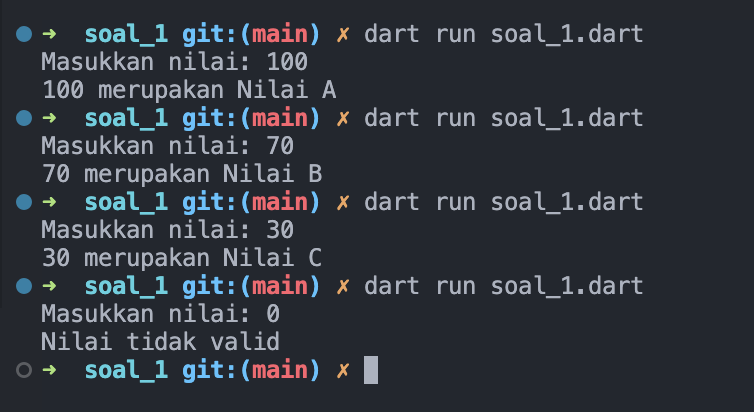 ➜ soal_1 git:(main) ✗ dart run soal_1.dart
Masukkan nilai: 100
100 merupakan Nilai A
➜ soal_1 git:(main) ✗ dart run soal_1.dart
Masukkan nilai: 70
70 merupakan Nilai B
➜ soal_1 git:(main) ✗ dart run soal_1.dart
Masukkan nilai: 30
30 merupakan Nilai C
➜ soal_1 git:(main) ✗ dart run soal_1.dart
Masukkan nilai: 0
Nilai tidak valid
➜ soal_1 git:(main) ✗